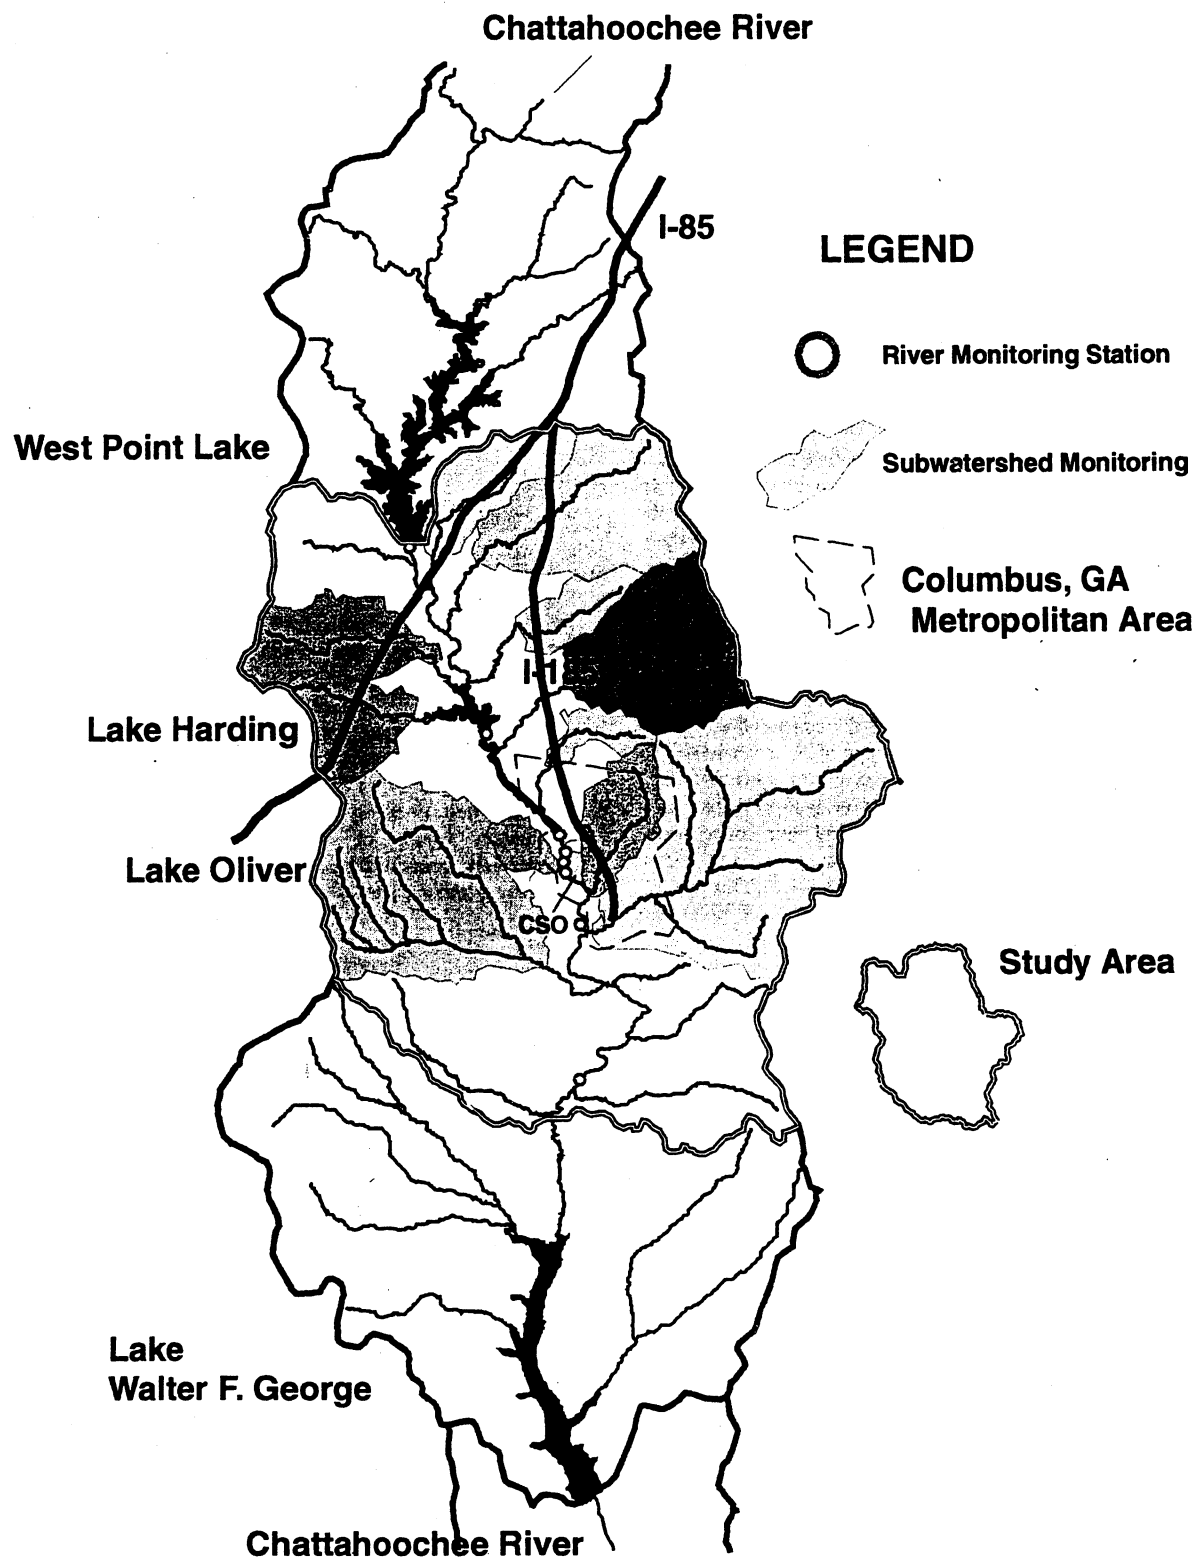 Chattahoochee River
I-85
LEGEND
River Monitoring Station
West Point Lake
Subwatershed Monitoring
Columbus, GA
Metropolitan Area
Lake Harding
Lake Oliver
CSO
Study Area
Lake
Walter F. George
Chattahoochee River